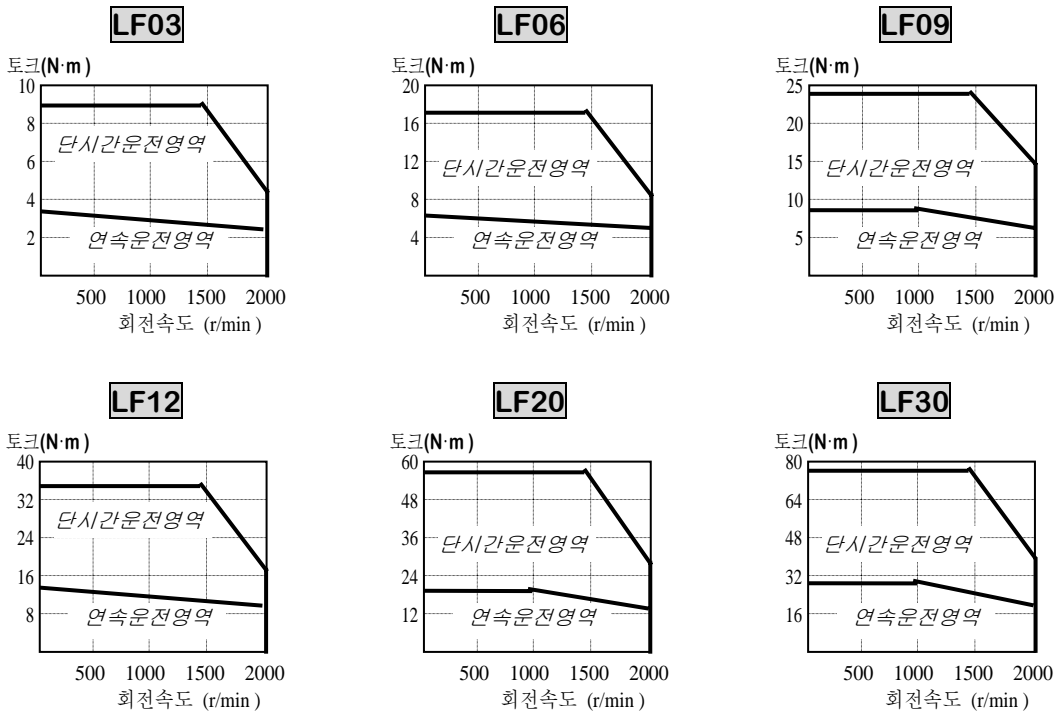 LF03
토크(N·m)
10
8
6
4
2
단시간운전영역
연속운전영역
500 1000 1500 2000
회전속도 (r/min)
LF06
토크(N·m)
20
16
12
8
4
단시간운전영역
연속운전영역
500 1000 1500 2000
회전속도 (r/min)
LF09
토크(N·m)
25
20
15
10
5
단시간운전영역
연속운전영역
500 1000 1500 2000
회전속도 (r/min)
LF12
토크(N·m)
40
32
24
16
8
단시간운전영역
연속운전영역
500 1000 1500 2000
회전속도 (r/min)
LF20
토크(N·m)
60
48
36
24
12
단시간운전영역
연속운전영역
500 1000 1500 2000
회전속도 (r/min)
LF30
토크(N·m)
80
64
48
32
16
단시간운전영역
연속운전영역
500 1000 1500 2000
회전속도 (r/min)